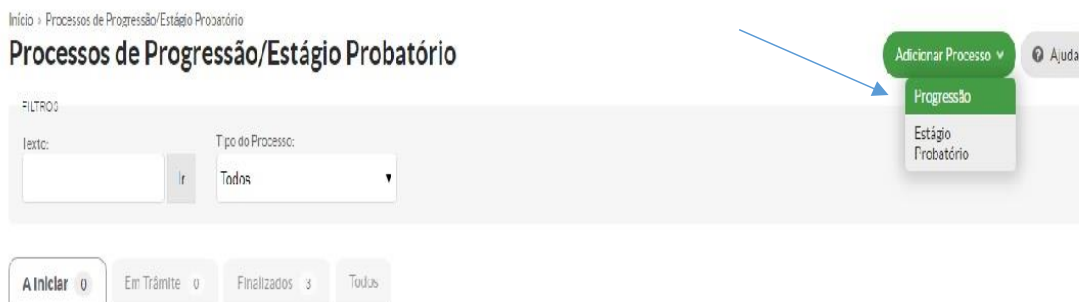 Início » Processos de Progressão/Estágio Probatório
Processos de Progressão/Estágio Probatório
Adicionar Processo
Ajuda
Progressão
Estágio
Probatório
FILTROS
Texto:
Tipo do Processo:
Ir
Todos
A Iniciar 0
Em Trâmite 0
Finalizados 3
Todos